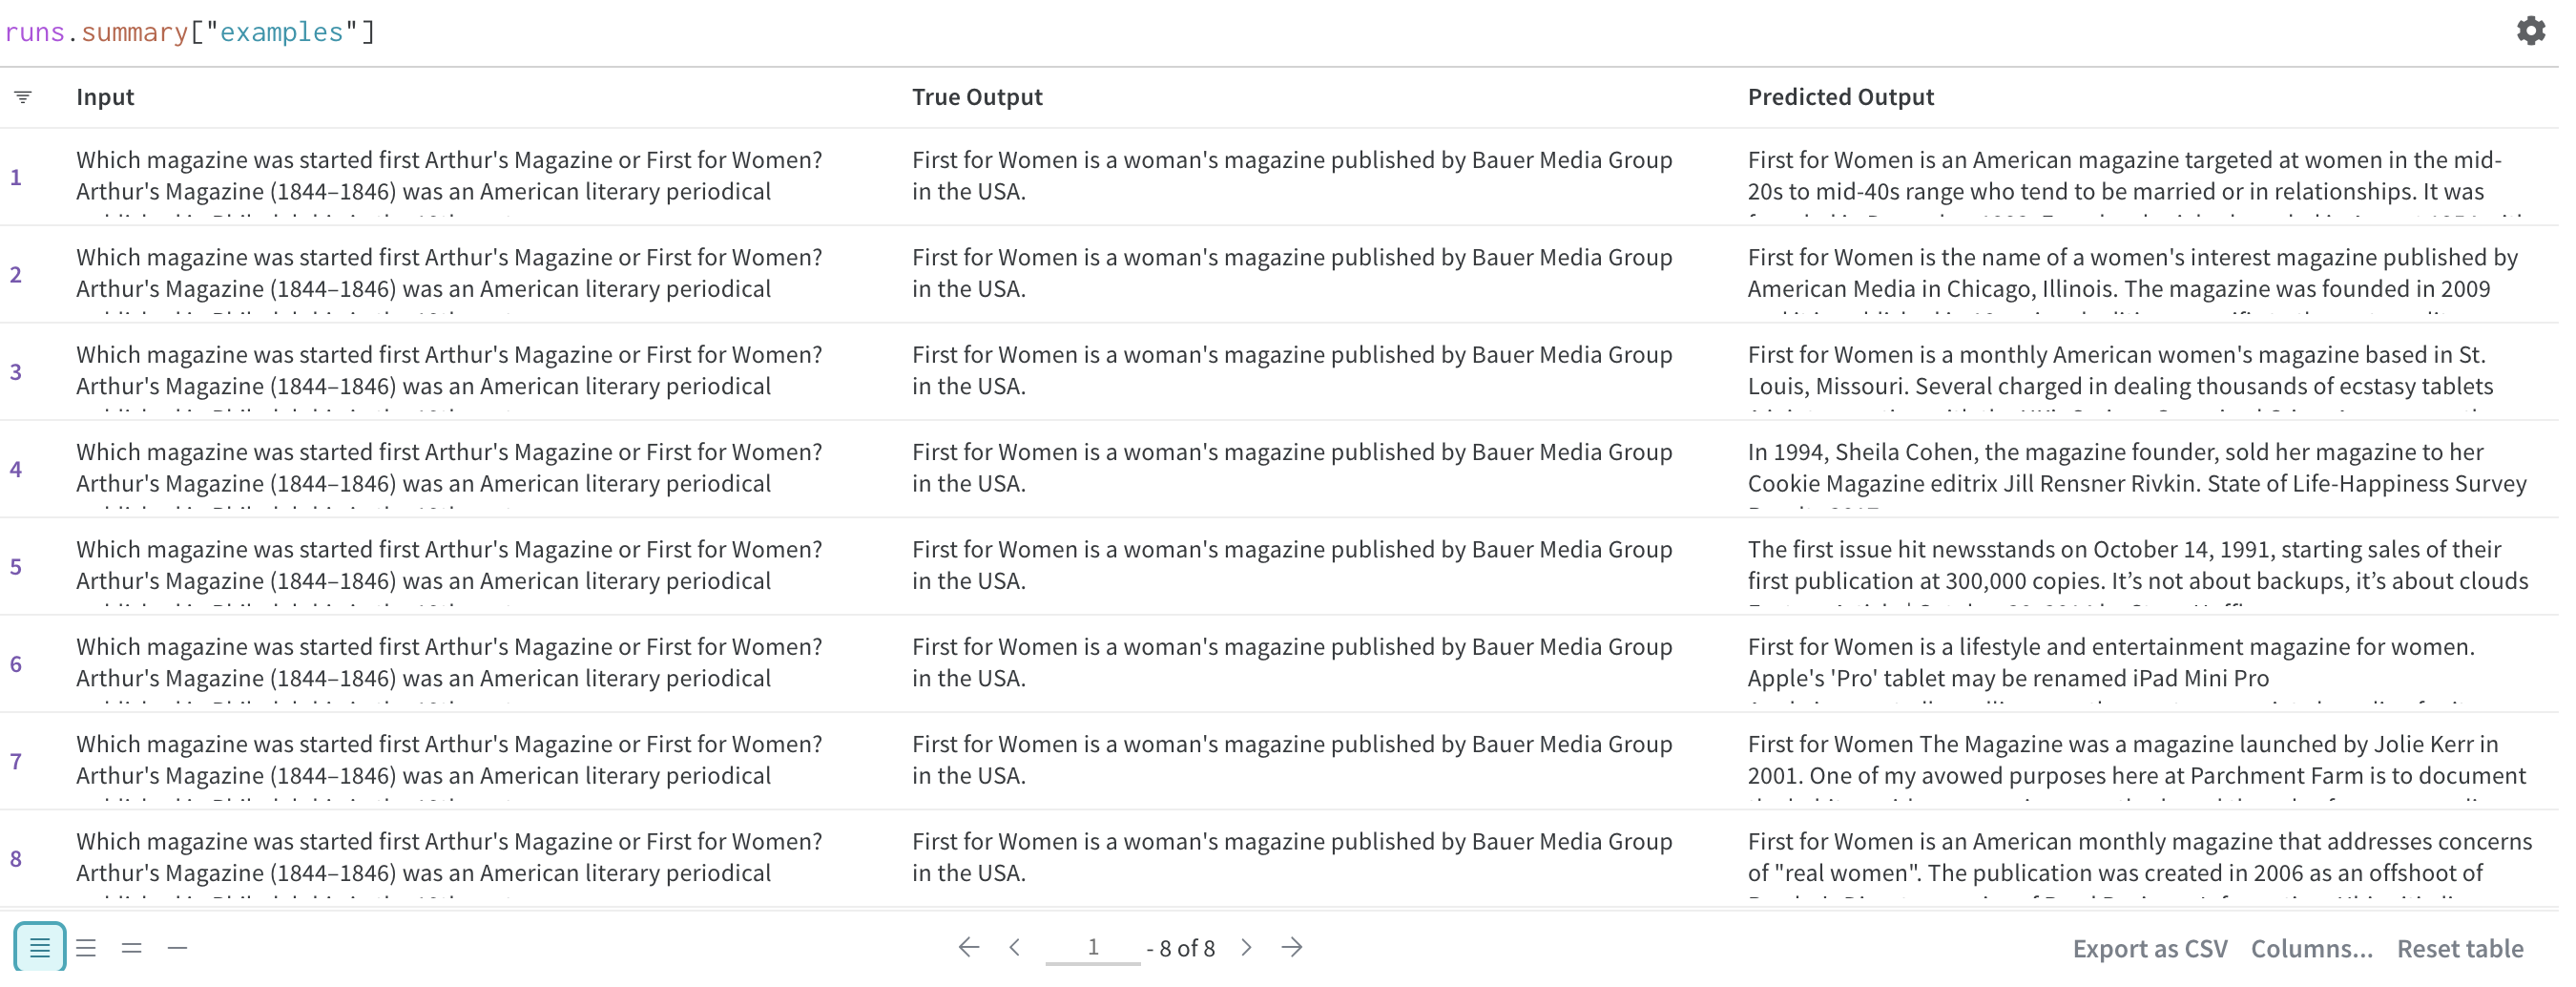 runs.summary["examples"]
Input True Output Predicted Output
1
Which magazine was started first Arthur's Magazine or First for Women?
Arthur's Magazine (1844–1846) was an American literary periodical
First for Women is a woman's magazine published by Bauer Media Group
in the USA.
First for Women is an American magazine targeted at women in the mid-
20s to mid-40s range who tend to be married or in relationships. It was
2
Which magazine was started first Arthur's Magazine or First for Women?
Arthur's Magazine (1844–1846) was an American literary periodical
First for Women is a woman's magazine published by Bauer Media Group
in the USA.
First for Women is the name of a women's interest magazine published by
American Media in Chicago, Illinois. The magazine was founded in 2009
3
Which magazine was started first Arthur's Magazine or First for Women?
Arthur's Magazine (1844–1846) was an American literary periodical
First for Women is a woman's magazine published by Bauer Media Group
in the USA.
First for Women is a monthly American women's magazine based in St.
Louis, Missouri. Several charged in dealing thousands of ecstasy tablets
4
Which magazine was started first Arthur's Magazine or First for Women?
Arthur's Magazine (1844–1846) was an American literary periodical
First for Women is a woman's magazine published by Bauer Media Group
in the USA.
In 1994, Sheila Cohen, the magazine founder, sold her magazine to her
Cookie Magazine editrix Jill Rensner Rivkin. State of Life-Happiness Survey
5
Which magazine was started first Arthur's Magazine or First for Women?
Arthur's Magazine (1844–1846) was an American literary periodical
First for Women is a woman's magazine published by Bauer Media Group
in the USA.
The first issue hit newsstands on October 14, 1991, starting sales of their
first publication at 300,000 copies. It’s not about backups, it’s about clouds
6
Which magazine was started first Arthur's Magazine or First for Women?
Arthur's Magazine (1844–1846) was an American literary periodical
First for Women is a woman's magazine published by Bauer Media Group
in the USA.
First for Women is a lifestyle and entertainment magazine for women.
Apple's 'Pro' tablet may be renamed iPad Mini Pro
7
Which magazine was started first Arthur's Magazine or First for Women?
Arthur's Magazine (1844–1846) was an American literary periodical
First for Women is a woman's magazine published by Bauer Media Group
in the USA.
First for Women The Magazine was a magazine launched by Jolie Kerr in
2001. One of my avowed purposes here at Parchment Farm is to document
8
Which magazine was started first Arthur's Magazine or First for Women?
Arthur's Magazine (1844–1846) was an American literary periodical
First for Women is a woman's magazine published by Bauer Media Group
in the USA.
First for Women is an American monthly magazine that addresses concerns
of "real women". The publication was created in 2006 as an offshoot of
1 - 8 of 8
Export as CSV Columns... Reset table